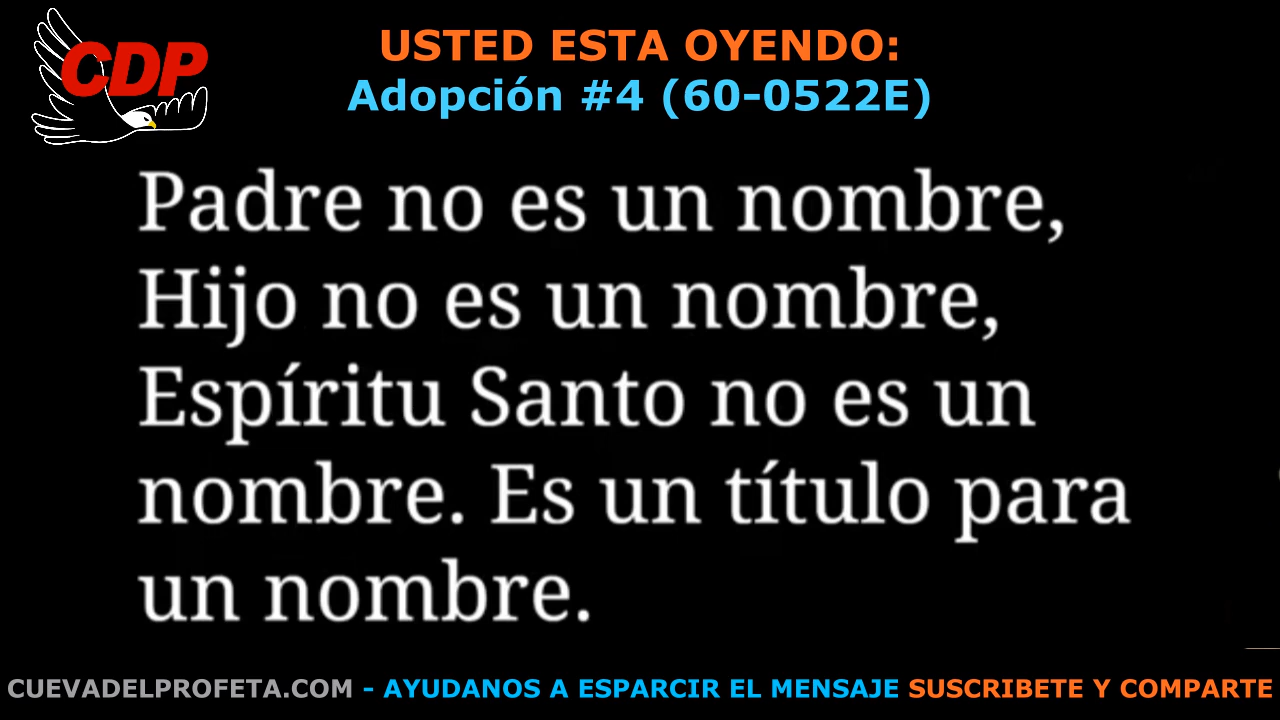 CDP
USTED ESTA OYENDO:
Adopción #4 (60-0522E)
Padre no es un nombre,
Hijo no es un nombre,
Espíritu Santo no es un
nombre. Es un título para
un nombre.
CUEVADELPROFETA.COM - AYUDANOS A ESPARCIR EL MENSAJE SUSCRIBETE Y COMPARTE